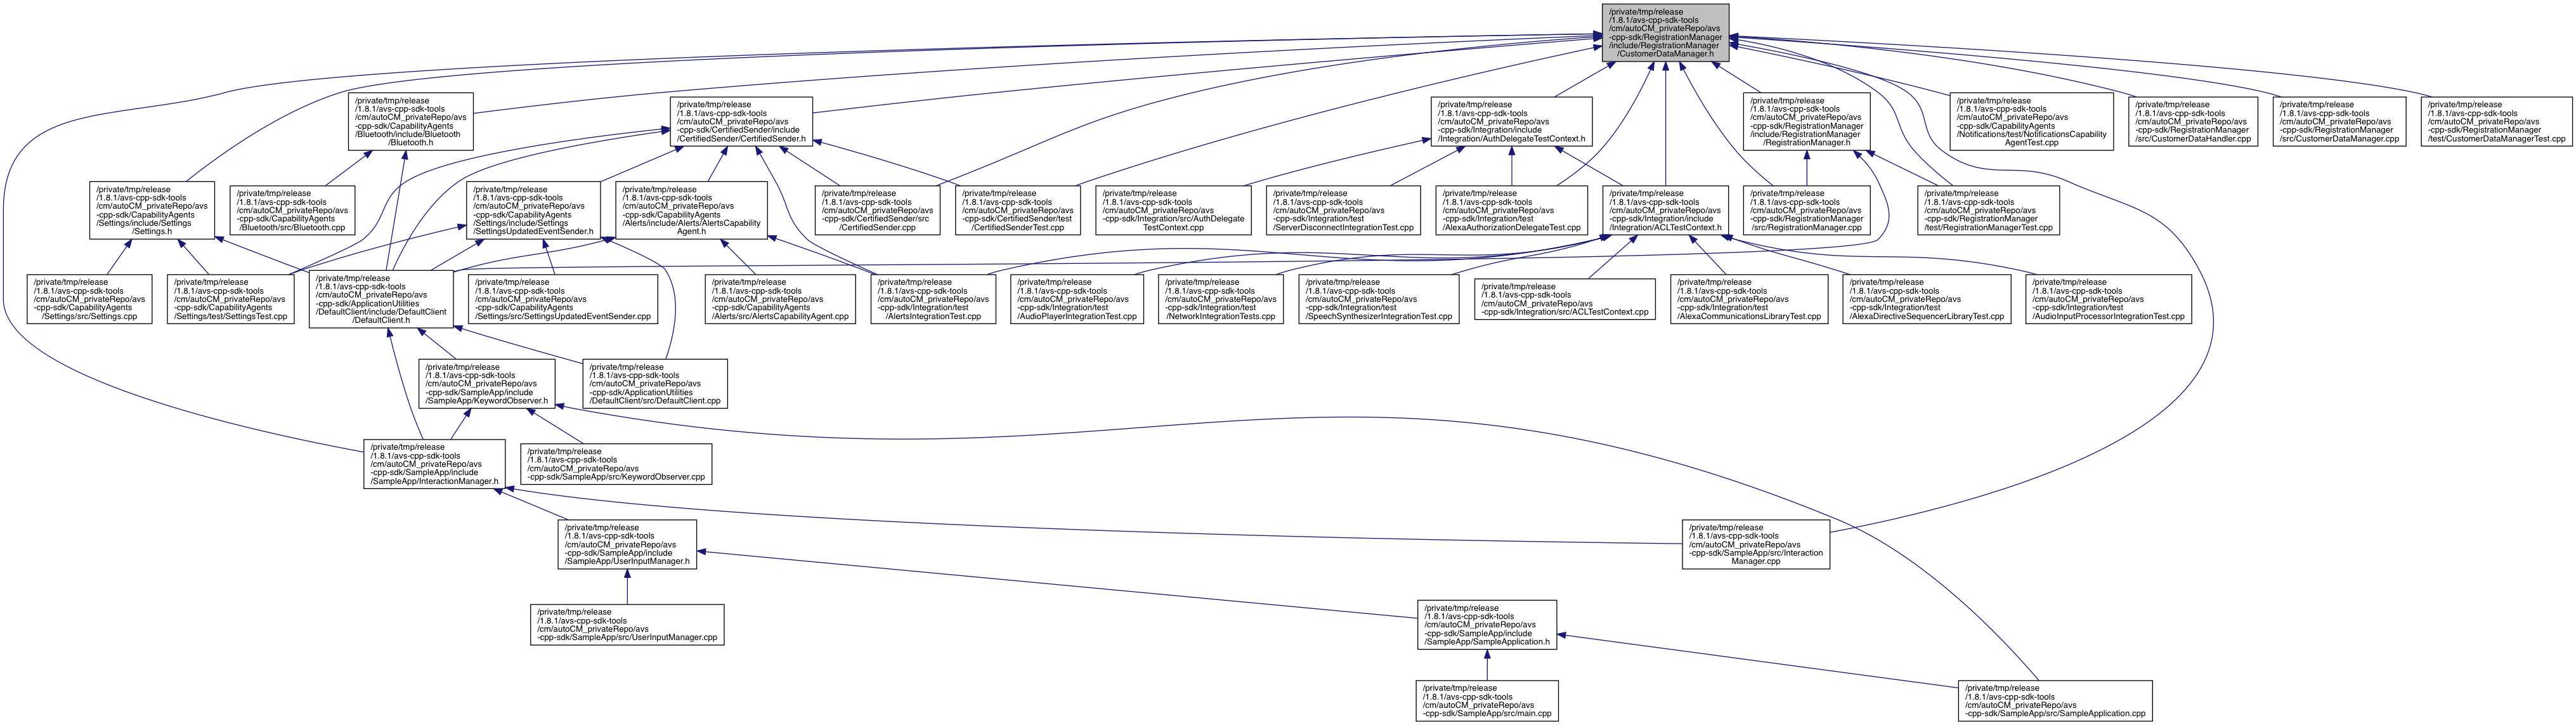 /private/tmp/release
/1.8.1/avs-cpp-sdk-tools
/cm/autoCM_privateRepo/avs
-cpp-sdk/RegistrationManager
/include/RegistrationManager
/CustomerDataManager.h
/private/tmp/release
/1.8.1/avs-cpp-sdk-tools
/cm/autoCM_privateRepo/avs
-cpp-sdk/CapabilityAgents
/Bluetooth/include/Bluetooth
/Bluetooth.h
/private/tmp/release
/1.8.1/avs-cpp-sdk-tools
/cm/autoCM_privateRepo/avs
-cpp-sdk/CertifiedSender/include
/CertifiedSender/CertifiedSender.h
/private/tmp/release
/1.8.1/avs-cpp-sdk-tools
/cm/autoCM_privateRepo/avs
-cpp-sdk/Integration/include
/Integration/AuthDelegateTestContext.h
/private/tmp/release
/1.8.1/avs-cpp-sdk-tools
/cm/autoCM_privateRepo/avs
-cpp-sdk/RegistrationManager
/include/RegistrationManager
/RegistrationManager.h
/private/tmp/release
/1.8.1/avs-cpp-sdk-tools
/cm/autoCM_privateRepo/avs
-cpp-sdk/CapabilityAgents
/Notifications/test/NotificationsCapability
AgentTest.cpp
/private/tmp/release
/1.8.1/avs-cpp-sdk-tools
/cm/autoCM_privateRepo/avs
-cpp-sdk/RegistrationManager
/src/CustomerDataHandler.cpp
/private/tmp/release
/1.8.1/avs-cpp-sdk-tools
/cm/autoCM_privateRepo/avs
-cpp-sdk/RegistrationManager
/src/CustomerDataManager.cpp
/private/tmp/release
/1.8.1/avs-cpp-sdk-tools
/cm/autoCM_privateRepo/avs
-cpp-sdk/RegistrationManager
/test/CustomerDataManagerTest.cpp
/private/tmp/release
/1.8.1/avs-cpp-sdk-tools
/cm/autoCM_privateRepo/avs
-cpp-sdk/CapabilityAgents
/Settings/include/Settings
/Settings.h
/private/tmp/release
/1.8.1/avs-cpp-sdk-tools
/cm/autoCM_privateRepo/avs
-cpp-sdk/CapabilityAgents
/Bluetooth/src/Bluetooth.cpp
/private/tmp/release
/1.8.1/avs-cpp-sdk-tools
/cm/autoCM_privateRepo/avs
-cpp-sdk/CapabilityAgents
/Settings/include/Settings
/SettingsUpdatedEventSender.h
/private/tmp/release
/1.8.1/avs-cpp-sdk-tools
/cm/autoCM_privateRepo/avs
-cpp-sdk/CapabilityAgents
/Alerts/include/Alerts/AlertsCapability
Agent.h
/private/tmp/release
/1.8.1/avs-cpp-sdk-tools
/cm/autoCM_privateRepo/avs
-cpp-sdk/CertifiedSender/src
/CertifiedSender.cpp
/private/tmp/release
/1.8.1/avs-cpp-sdk-tools
/cm/autoCM_privateRepo/avs
-cpp-sdk/CertifiedSender/test
/CertifiedSenderTest.cpp
/private/tmp/release
/1.8.1/avs-cpp-sdk-tools
/cm/autoCM_privateRepo/avs
-cpp-sdk/Integration/src/AuthDelegate
TestContext.cpp
/private/tmp/release
/1.8.1/avs-cpp-sdk-tools
/cm/autoCM_privateRepo/avs
-cpp-sdk/Integration/test
/ServerDisconnectIntegrationTest.cpp
/private/tmp/release
/1.8.1/avs-cpp-sdk-tools
/cm/autoCM_privateRepo/avs
-cpp-sdk/Integration/test
/AlexaAuthorizationDelegateTest.cpp
/private/tmp/release
/1.8.1/avs-cpp-sdk-tools
/cm/autoCM_privateRepo/avs
-cpp-sdk/Integration/include
/Integration/ACLTestContext.h
/private/tmp/release
/1.8.1/avs-cpp-sdk-tools
/cm/autoCM_privateRepo/avs
-cpp-sdk/RegistrationManager
/src/RegistrationManager.cpp
/private/tmp/release
/1.8.1/avs-cpp-sdk-tools
/cm/autoCM_privateRepo/avs
-cpp-sdk/RegistrationManager
/test/RegistrationManagerTest.cpp
/private/tmp/release
/1.8.1/avs-cpp-sdk-tools
/cm/autoCM_privateRepo/avs
-cpp-sdk/CapabilityAgents
/Settings/src/Settings.cpp
/private/tmp/release
/1.8.1/avs-cpp-sdk-tools
/cm/autoCM_privateRepo/avs
-cpp-sdk/CapabilityAgents
/Settings/test/SettingsTest.cpp
/private/tmp/release
/1.8.1/avs-cpp-sdk-tools
/cm/autoCM_privateRepo/avs
-cpp-sdk/ApplicationUtilities
/DefaultClient/include/DefaultClient
/DefaultClient.h
/private/tmp/release
/1.8.1/avs-cpp-sdk-tools
/cm/autoCM_privateRepo/avs
-cpp-sdk/CapabilityAgents
/Settings/src/SettingsUpdatedEventSender.cpp
/private/tmp/release
/1.8.1/avs-cpp-sdk-tools
/cm/autoCM_privateRepo/avs
-cpp-sdk/CapabilityAgents
/Alerts/src/AlertsCapabilityAgent.cpp
/private/tmp/release
/1.8.1/avs-cpp-sdk-tools
/cm/autoCM_privateRepo/avs
-cpp-sdk/Integration/test
/AlertsIntegrationTest.cpp
/private/tmp/release
/1.8.1/avs-cpp-sdk-tools
/cm/autoCM_privateRepo/avs
-cpp-sdk/Integration/test
/AudioPlayerIntegrationTest.cpp
/private/tmp/release
/1.8.1/avs-cpp-sdk-tools
/cm/autoCM_privateRepo/avs
-cpp-sdk/Integration/test
/NetworkIntegrationTests.cpp
/private/tmp/release
/1.8.1/avs-cpp-sdk-tools
/cm/autoCM_privateRepo/avs
-cpp-sdk/Integration/test
/SpeechSynthesizerIntegrationTest.cpp
/private/tmp/release
/1.8.1/avs-cpp-sdk-tools
/cm/autoCM_privateRepo/avs
-cpp-sdk/Integration/src/ACLTestContext.cpp
/private/tmp/release
/1.8.1/avs-cpp-sdk-tools
/cm/autoCM_privateRepo/avs
-cpp-sdk/Integration/test
/AlexaCommunicationsLibraryTest.cpp
/private/tmp/release
/1.8.1/avs-cpp-sdk-tools
/cm/autoCM_privateRepo/avs
-cpp-sdk/Integration/test
/AlexaDirectiveSequencerLibraryTest.cpp
/private/tmp/release
/1.8.1/avs-cpp-sdk-tools
/cm/autoCM_privateRepo/avs
-cpp-sdk/Integration/test
/AudioInputProcessorIntegrationTest.cpp
/private/tmp/release
/1.8.1/avs-cpp-sdk-tools
/cm/autoCM_privateRepo/avs
-cpp-sdk/SampleApp/include
/SampleApp/KeywordObserver.h
/private/tmp/release
/1.8.1/avs-cpp-sdk-tools
/cm/autoCM_privateRepo/avs
-cpp-sdk/ApplicationUtilities
/DefaultClient/src/DefaultClient.cpp
/private/tmp/release
/1.8.1/avs-cpp-sdk-tools
/cm/autoCM_privateRepo/avs
-cpp-sdk/SampleApp/include
/SampleApp/InteractionManager.h
/private/tmp/release
/1.8.1/avs-cpp-sdk-tools
/cm/autoCM_privateRepo/avs
-cpp-sdk/SampleApp/src/KeywordObserver.cpp
/private/tmp/release
/1.8.1/avs-cpp-sdk-tools
/cm/autoCM_privateRepo/avs
-cpp-sdk/SampleApp/include
/SampleApp/UserInputManager.h
/private/tmp/release
/1.8.1/avs-cpp-sdk-tools
/cm/autoCM_privateRepo/avs
-cpp-sdk/SampleApp/src/Interaction
Manager.cpp
/private/tmp/release
/1.8.1/avs-cpp-sdk-tools
/cm/autoCM_privateRepo/avs
-cpp-sdk/SampleApp/src/UserInputManager.cpp
/private/tmp/release
/1.8.1/avs-cpp-sdk-tools
/cm/autoCM_privateRepo/avs
-cpp-sdk/SampleApp/include
/SampleApp/SampleApplication.h
/private/tmp/release
/1.8.1/avs-cpp-sdk-tools
/cm/autoCM_privateRepo/avs
-cpp-sdk/SampleApp/src/main.cpp
/private/tmp/release
/1.8.1/avs-cpp-sdk-tools
/cm/autoCM_privateRepo/avs
-cpp-sdk/SampleApp/src/SampleApplication.cpp